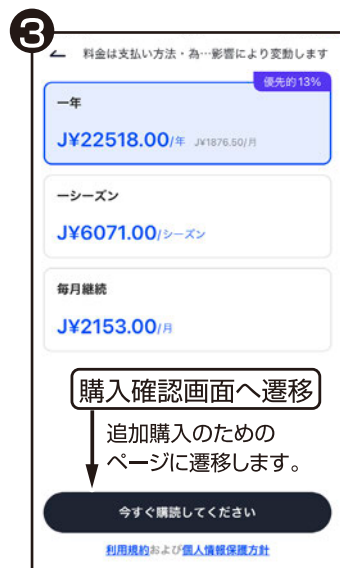 3
料金は支払い方法・為…影響により変動します
優先的13%
一年
J¥22518.00/年 J¥1876.50/月
一シーズン
J¥6071.00/シーズン
毎月継続
J¥2153.00/月
購入確認画面へ遷移
追加購入のための
ページに遷移します。
今すぐ購読してください
利用規約および個人情報保護方針